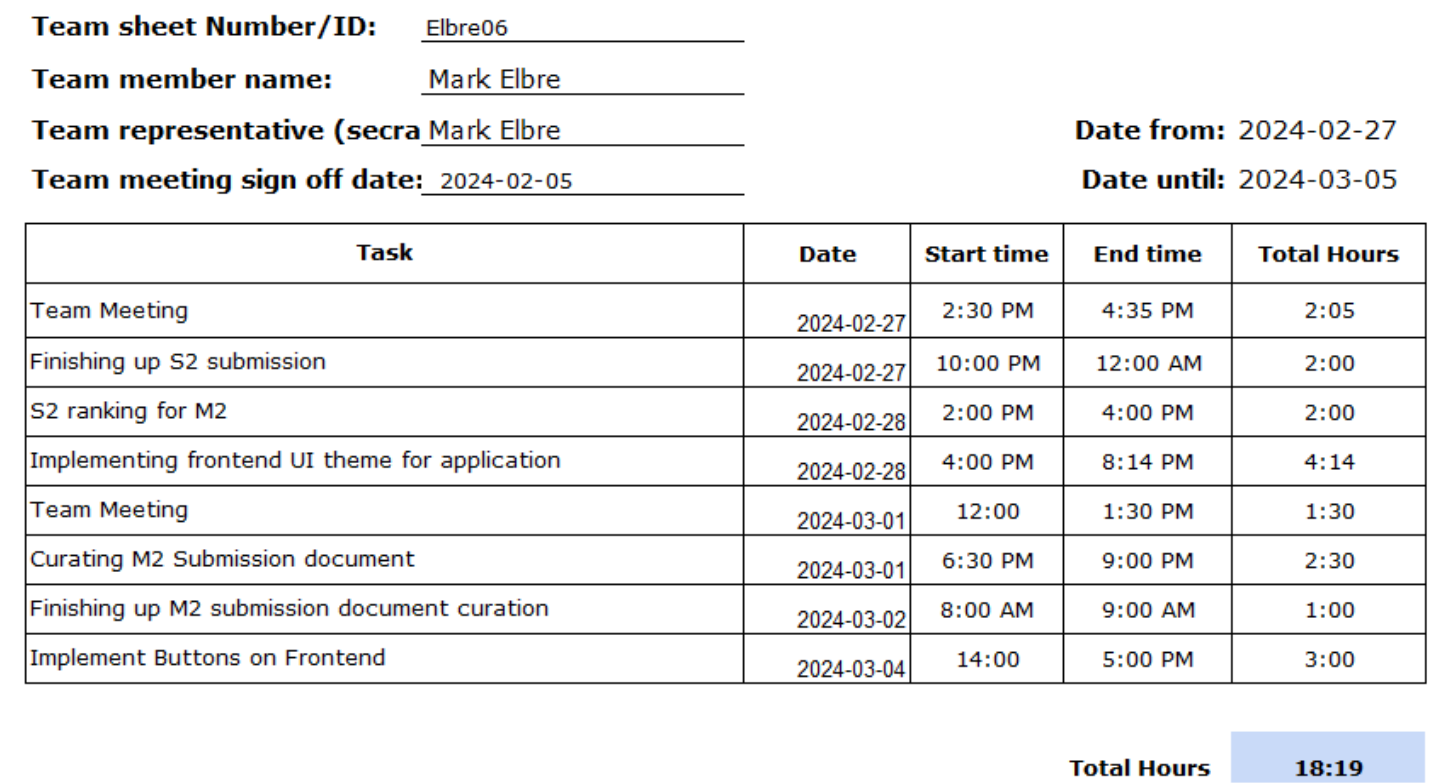 Team sheet Number/ID: Elbre06
Team member name: Mark Elbre
Team representative (secra Mark Elbre Date from: 2024-02-27
Team meeting sign off date: 2024-02-05 Date until: 2024-03-05
Task Date Start time End time Total Hours
Team Meeting 2024-02-27 2:30 PM 4:35 PM 2:05
Finishing up S2 submission 2024-02-27 10:00 PM 12:00 AM 2:00
S2 ranking for M2 2024-02-28 2:00 PM 4:00 PM 2:00
Implementing frontend UI theme for application 2024-02-28 4:00 PM 8:14 PM 4:14
Team Meeting 2024-03-01 12:00 1:30 PM 1:30
Curating M2 Submission document 2024-03-01 6:30 PM 9:00 PM 2:30
Finishing up M2 submission document curation 2024-03-02 8:00 AM 9:00 AM 1:00
Implement Buttons on Frontend 2024-03-04 14:00 5:00 PM 3:00
Total Hours 18:19